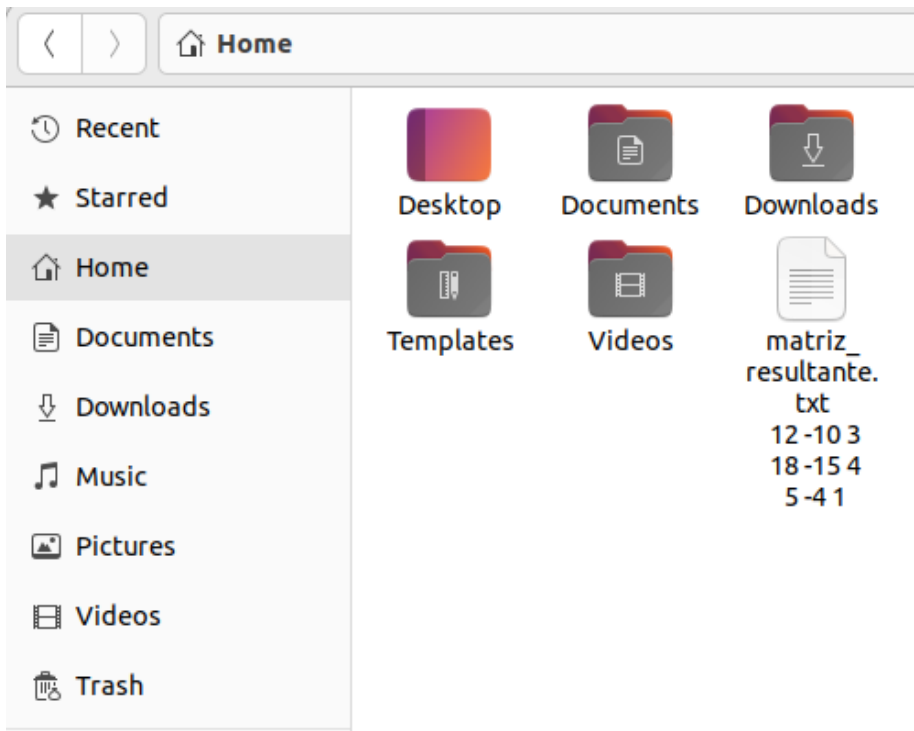 Home
Recent
Starred
Home
Documents
Downloads
Music
Pictures
Videos
Trash
Desktop
Documents
Downloads
Templates
Videos
matriz_
resultante.
txt
12 -10 3
18 -15 4
5 -4 1